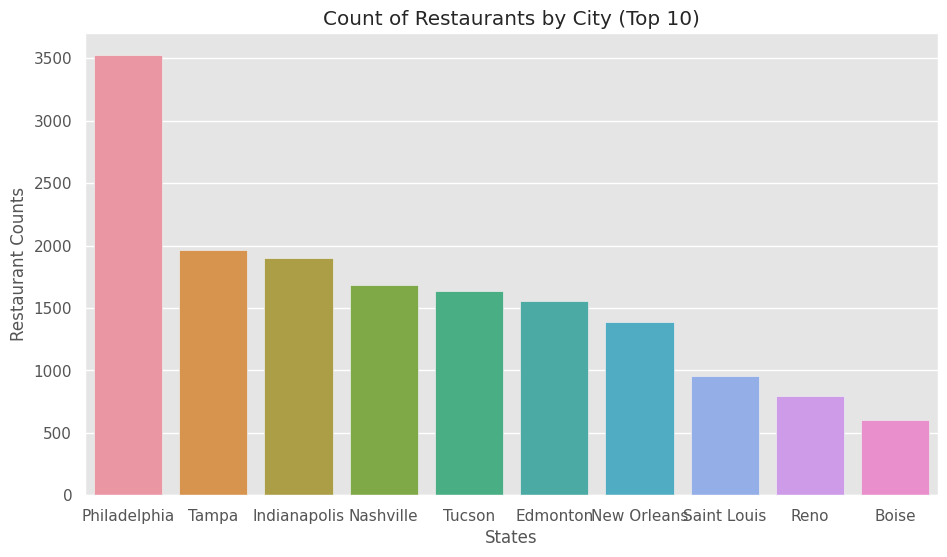 Count of Restaurants by City (Top 10)
Restaurant Counts
3500
3000
2500
2000
1500
1000
500
0
Philadelphia Tampa Indianapolis Nashville Tucson Edmonton New Orleans Saint Louis Reno Boise
States